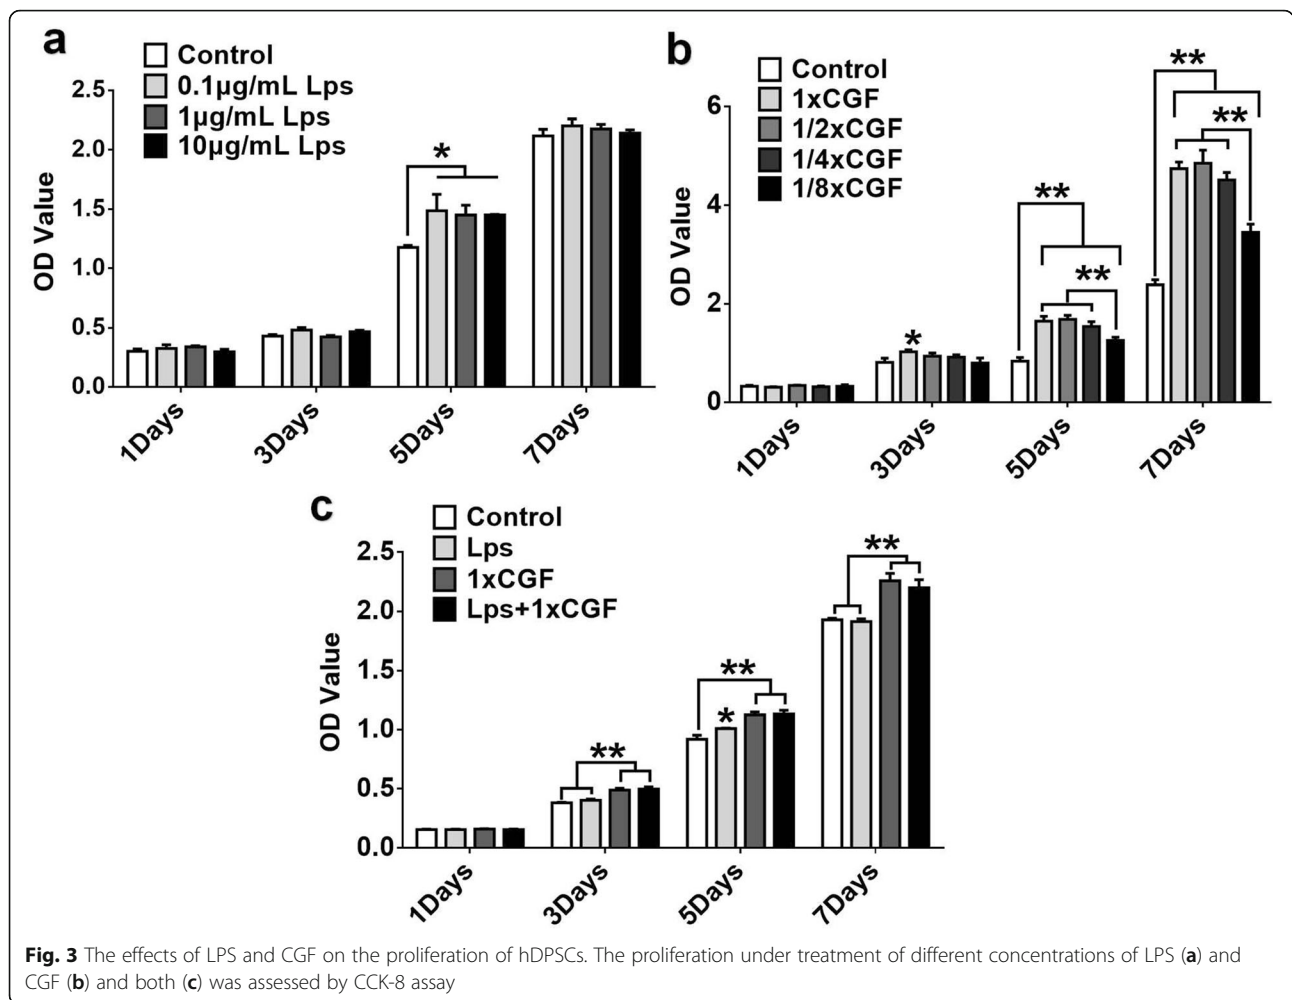 a
Control
0.1µg/mL Lps
1µg/mL Lps
10µg/mL Lps
OD Value
2.5
2.0
1.5
1.0
0.5
0.0
*
1Days
3Days
5Days
7Days
b
Control
1xCGF
1/2xCGF
1/4xCGF
1/8xCGF
OD Value
6
4
2
0
*
**
**
**
**
1Days
3Days
5Days
7Days
c
Control
Lps
1xCGF
Lps+1xCGF
OD Value
2.5
2.0
1.5
1.0
0.5
0.0
**
**
*
**
1Days
3Days
5Days
7Days
Fig. 3 The effects of LPS and CGF on the proliferation of hDPSCs. The proliferation under treatment of different concentrations of LPS (a) and
CGF (b) and both (c) was assessed by CCK-8 assay